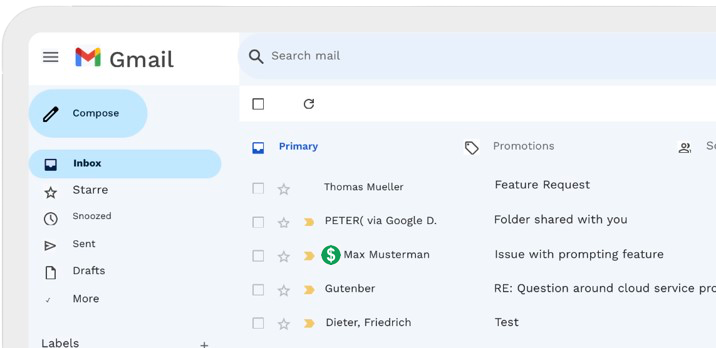 Gmail
Search mail
Compose
Primary
Promotions
So
Inbox
Starre
Snoozed
Sent
Drafts
More
Labels
+
Thomas Mueller Feature Request
PETER( via Google D. Folder shared with you
$ Max Musterman Issue with prompting feature
Gutenber RE: Question around cloud service pro
Dieter, Friedrich Test